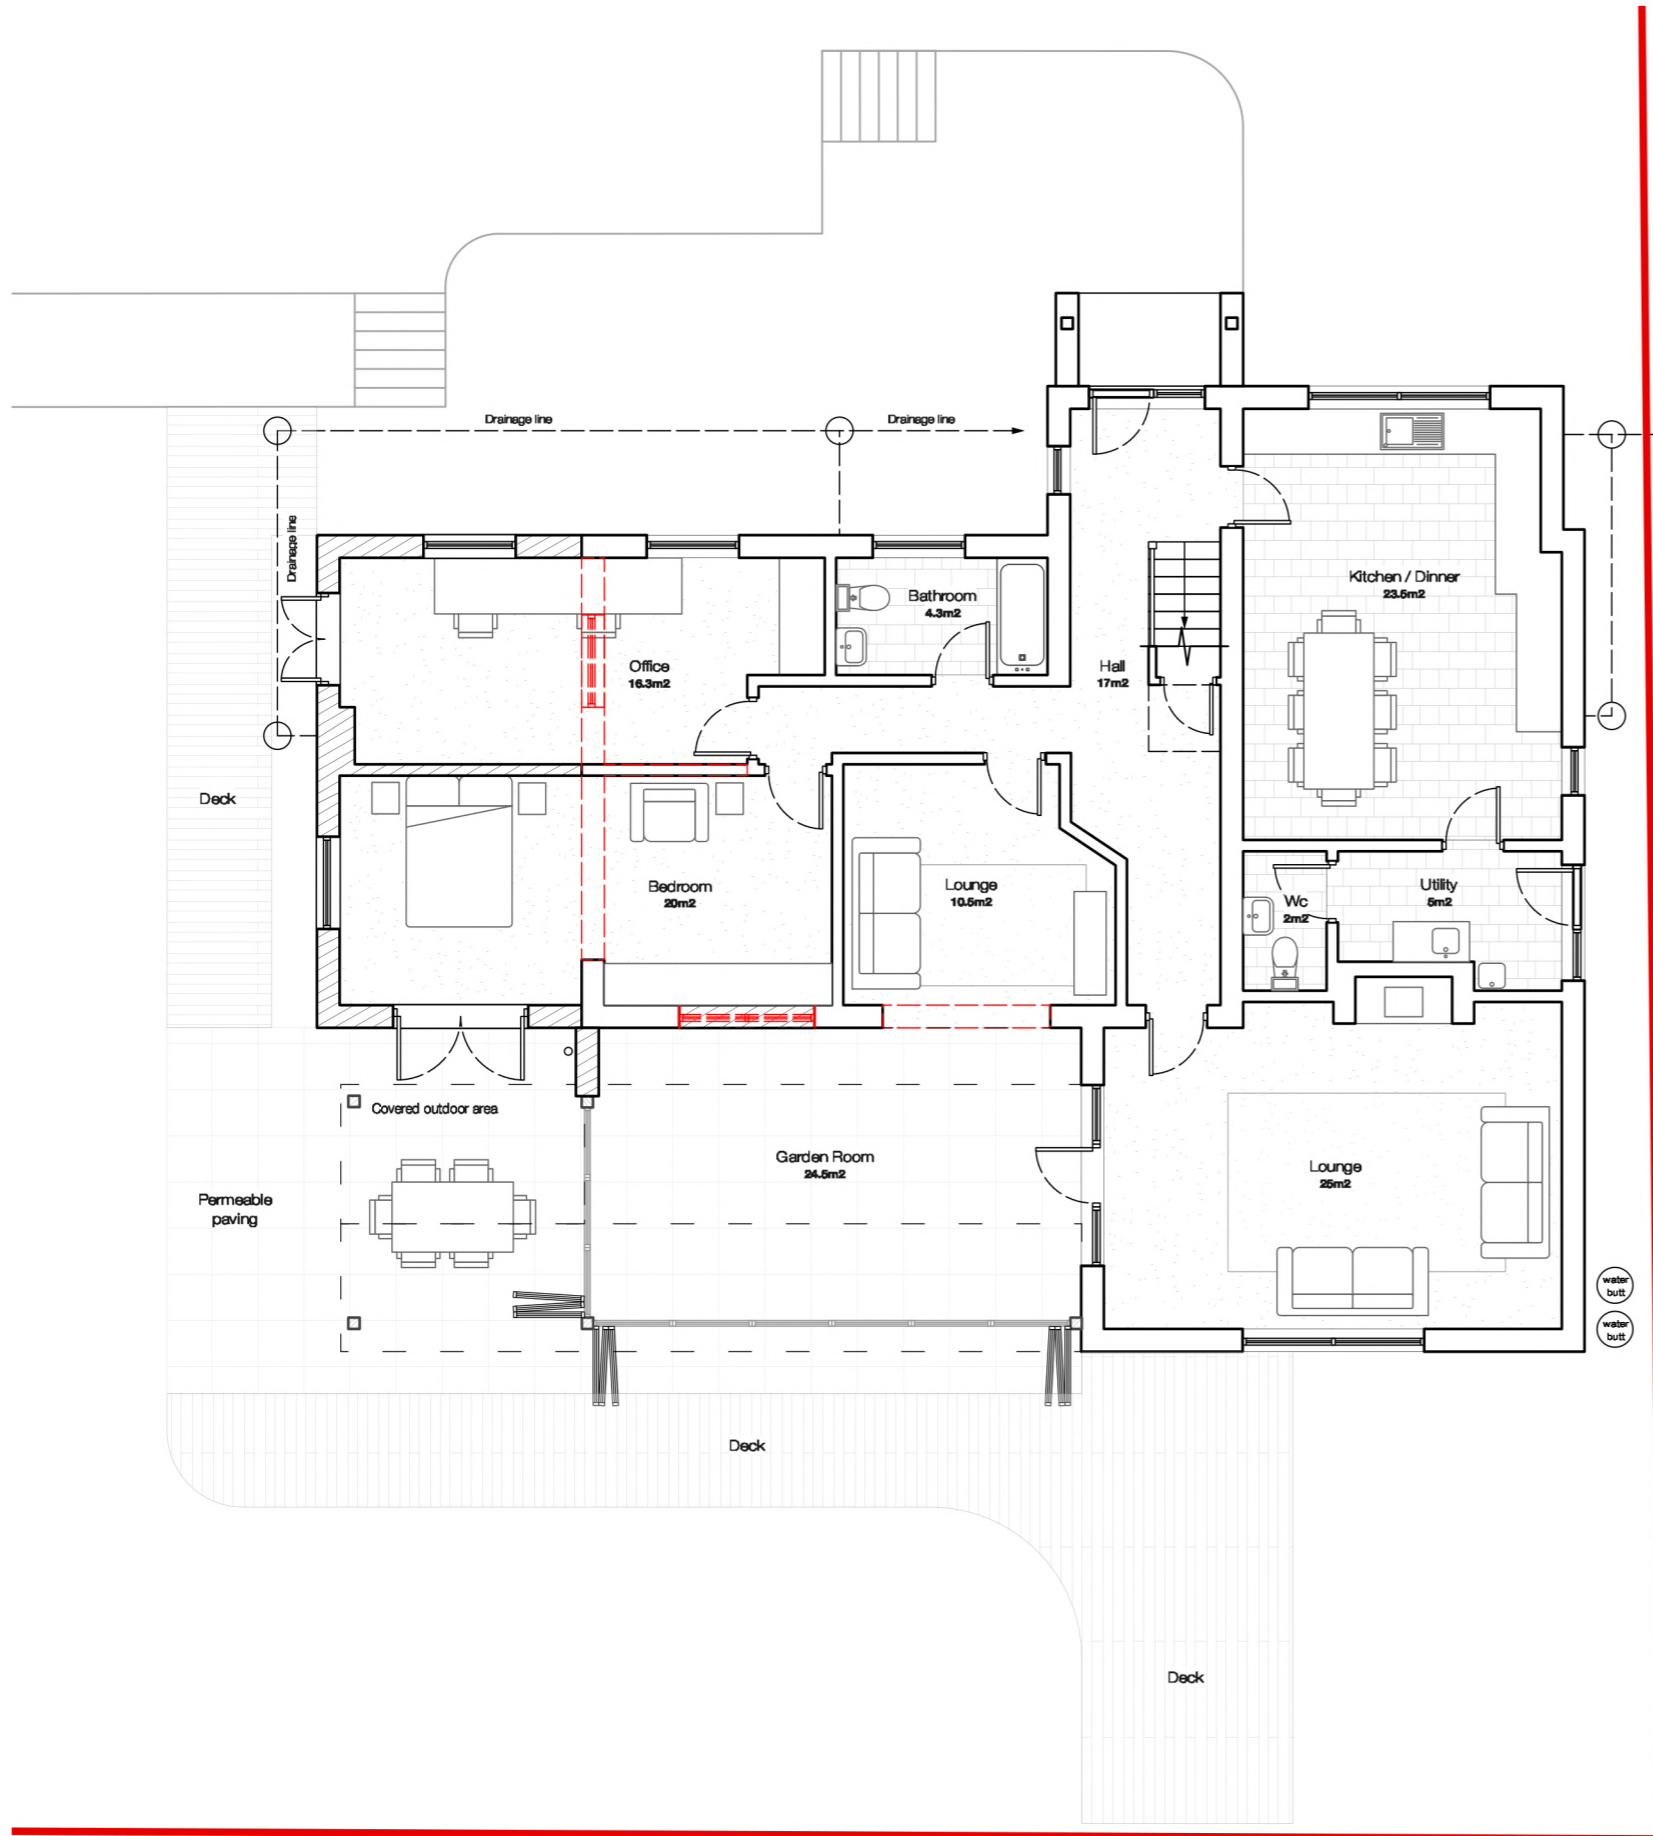 Drainage line
Drainage line
Drainage line
Kitchen / Dinner
23.5m2
Bathroom
4.3m2
Office
16.3m2
Hall
17m2
Deck
Bedroom
20m2
Lounge
10.5m2
Wc
2m2
Utility
5m2
Covered outdoor area
Garden Room
24.5m2
Lounge
25m2
Permeable
paving
water
butt
water
butt
Deck
Deck